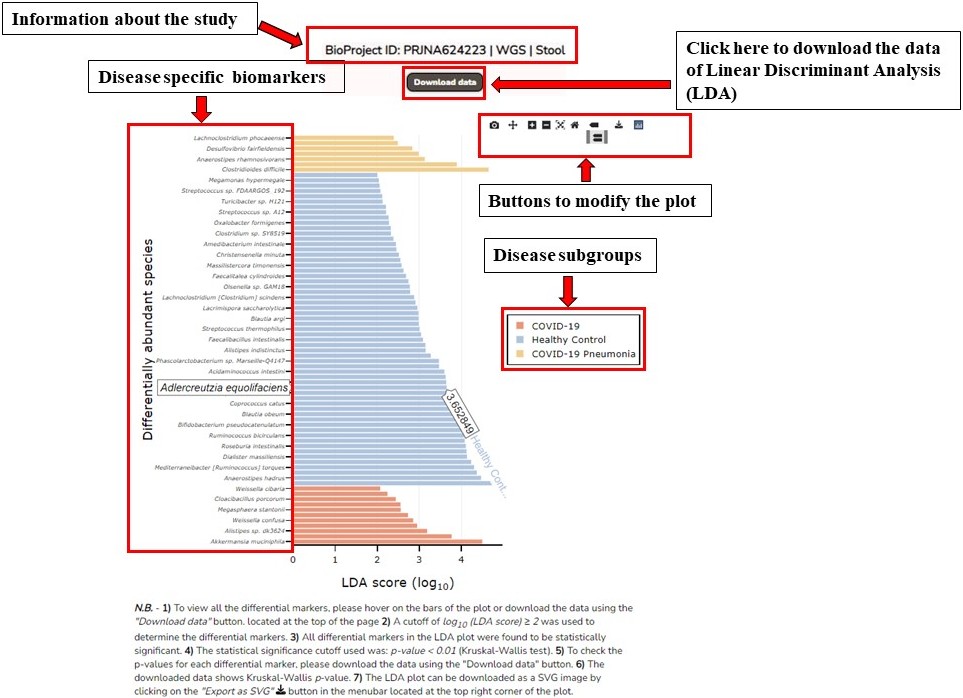 Information about the study
BioProject ID: PRJNA624223 | WGS | Stool
Click here to download the data
of Linear Discriminant Analysis
(LDA)
Disease specific biomarkers
Download data
Buttons to modify the plot
Disease subgroups
COVID-19
Healthy Control
COVID-19 Pneumonia
Differentially abundant species
Lachnoclostridium phocaeense
Desulfovibrio fairfieldensis
Anaerostipes rhamnosivorans
Clostridioides difficile
Megamonas hypermegale
Streptococcus sp. FDAARGOS_192
Turicibacter sp. H121
Streptococcus sp. A12
Oxalobacter formigenes
Clostridium sp. SY8519
Amedibacterium intestinale
Christensenella minuta
Massilistercora timonensis
Faecalitalea cylindroides
Olsenella sp. GAM18
Lachnoclostridium [Clostridium] scindens
Lacrimispora saccharolytica
Blautia argi
Streptococcus thermophilus
Faecalibacillus intestinalis
Alistipes indistinctus
Phascolarctobacterium sp. Marseille-Q4147
Acidaminococcus intestini
Adlercreutzia equolifaciens
Coprococcus catus
Blautia obeum
Bifidobacterium pseudocatenulatum
Ruminococcus bicirculans
Roseburia intestinalis
Dialister massiliensis
Mediterraneibacter [Ruminococcus] torques
Anaerostipes hadrus
Weissella cibaria
Cloacibacillus porcorum
Megasphaera stantonii
Weissella confusa
Alistipes sp. dk3624
Akkermansia muciniphila
3.652849
Healthy Cont...
0 1 2 3 4
LDA score (log10)
N.B. - 1) To view all the differential markers, please hover on the bars of the plot or download the data using the
"Download data" button. located at the top of the page 2) A cutoff of log10 (LDA score) ≥ 2 was used to
determine the differential markers. 3) All differential markers in the LDA plot were found to be statistically
significant. 4) The statistical significance cutoff used was: p-value < 0.01 (Kruskal-Wallis test). 5) To check the
p-values for each differential marker, please download the data using the "Download data" button. 6) The
downloaded data shows Kruskal-Wallis p-value. 7) The LDA plot can be downloaded as a SVG image by
clicking on the "Export as SVG" button in the menubar located at the top right corner of the plot.